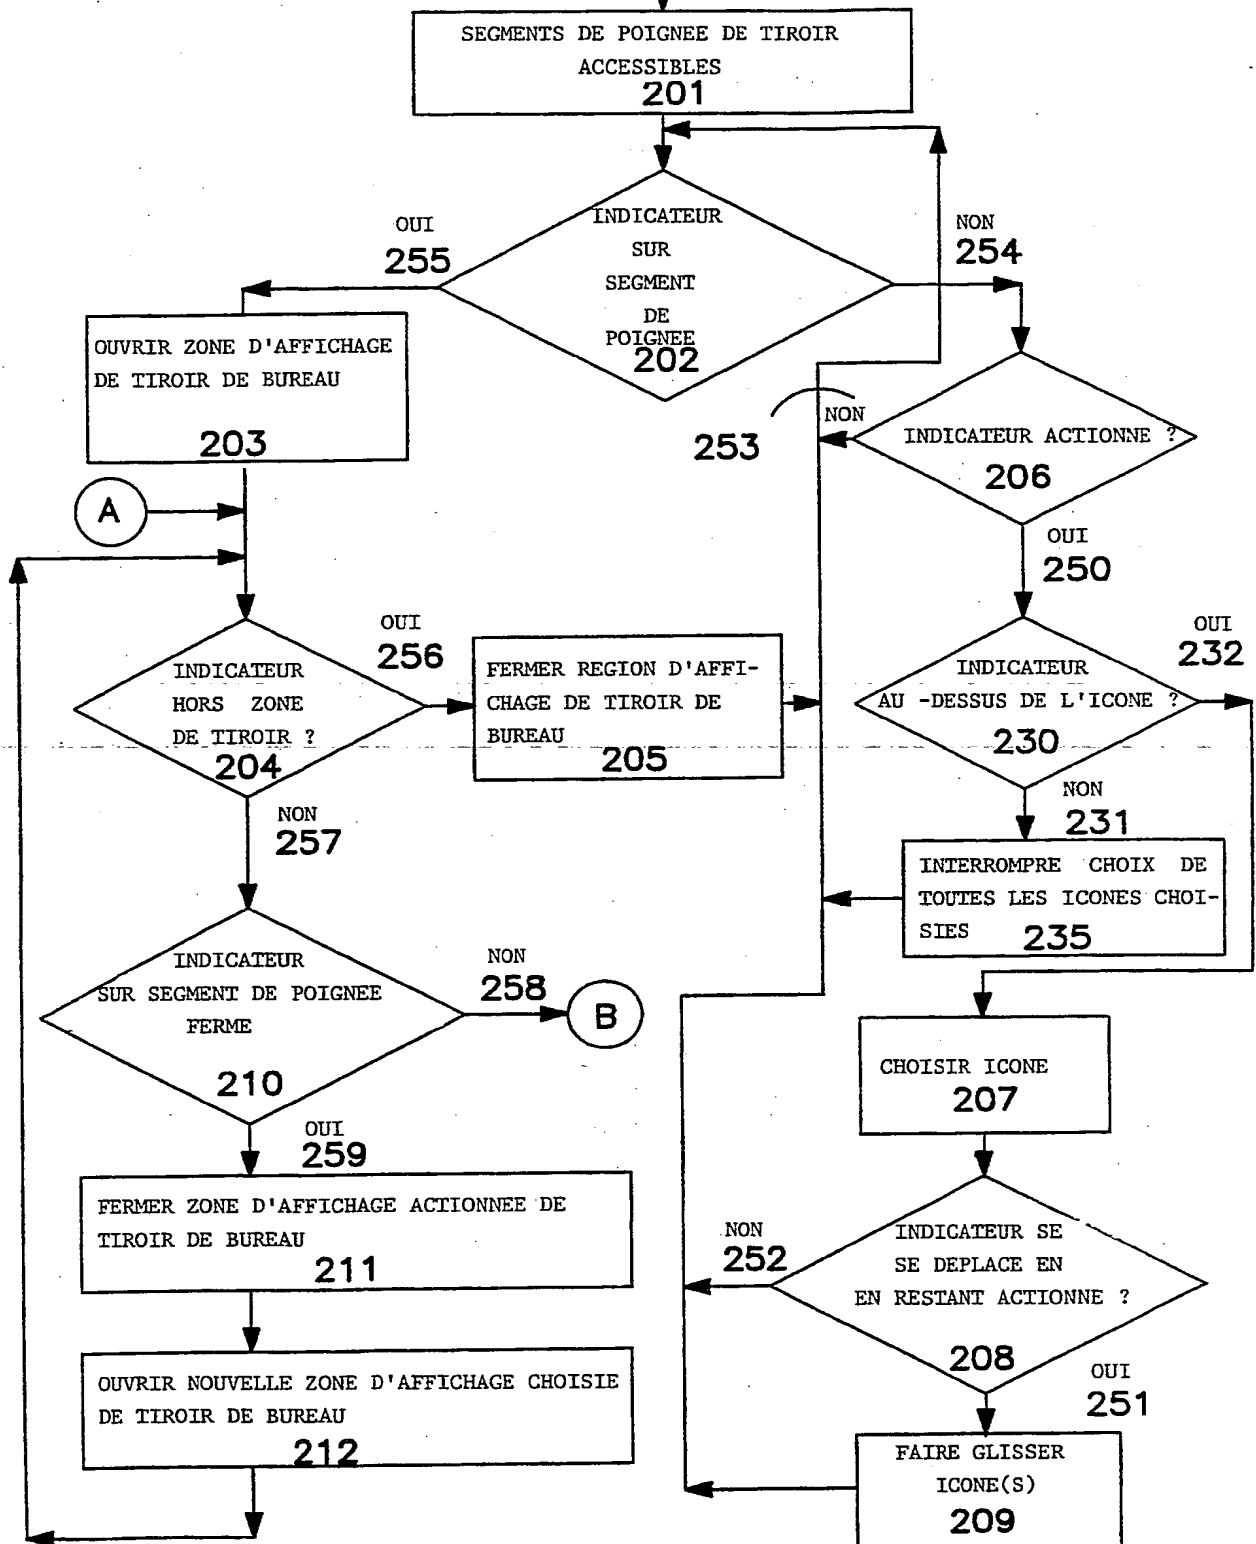 SEGMENTS DE POIGNEE DE TIROIR
ACCESSIBLES
201
INDICATEUR
SUR
SEGMENT
DE
POIGNEE
202
OUI
255
NON
254
OUVRIR ZONE D'AFFICHAGE
DE TIROIR DE BUREAU
203
253
NON
INDICATEUR ACTIONNE ?
206
A
OUI
250
INDICATEUR
HORS ZONE
DE TIROIR ?
204
OUI
256
FERMER REGION D'AFFI-
CHAGE DE TIROIR DE
BUREAU
205
INDICATEUR
AU -DESSUS DE L'ICONE ?
230
OUI
232
NON
257
NON
231
INTERROMPRE CHOIX DE
TOUTES LES ICONES CHOI-
SIES
235
INDICATEUR
SUR SEGMENT DE POIGNEE
FERME
210
NON
258
B
CHOISIR ICONE
207
OUI
259
FERMER ZONE D'AFFICHAGE ACTIONNEE DE
TIROIR DE BUREAU
211
NON
252
INDICATEUR SE
SE DEPLACE EN
EN RESTANT ACTIONNE ?
208
OUI
251
OUVRIR NOUVELLE ZONE D'AFFICHAGE CHOISIE
DE TIROIR DE BUREAU
212
FAIRE GLISSER
ICONE(S)
209